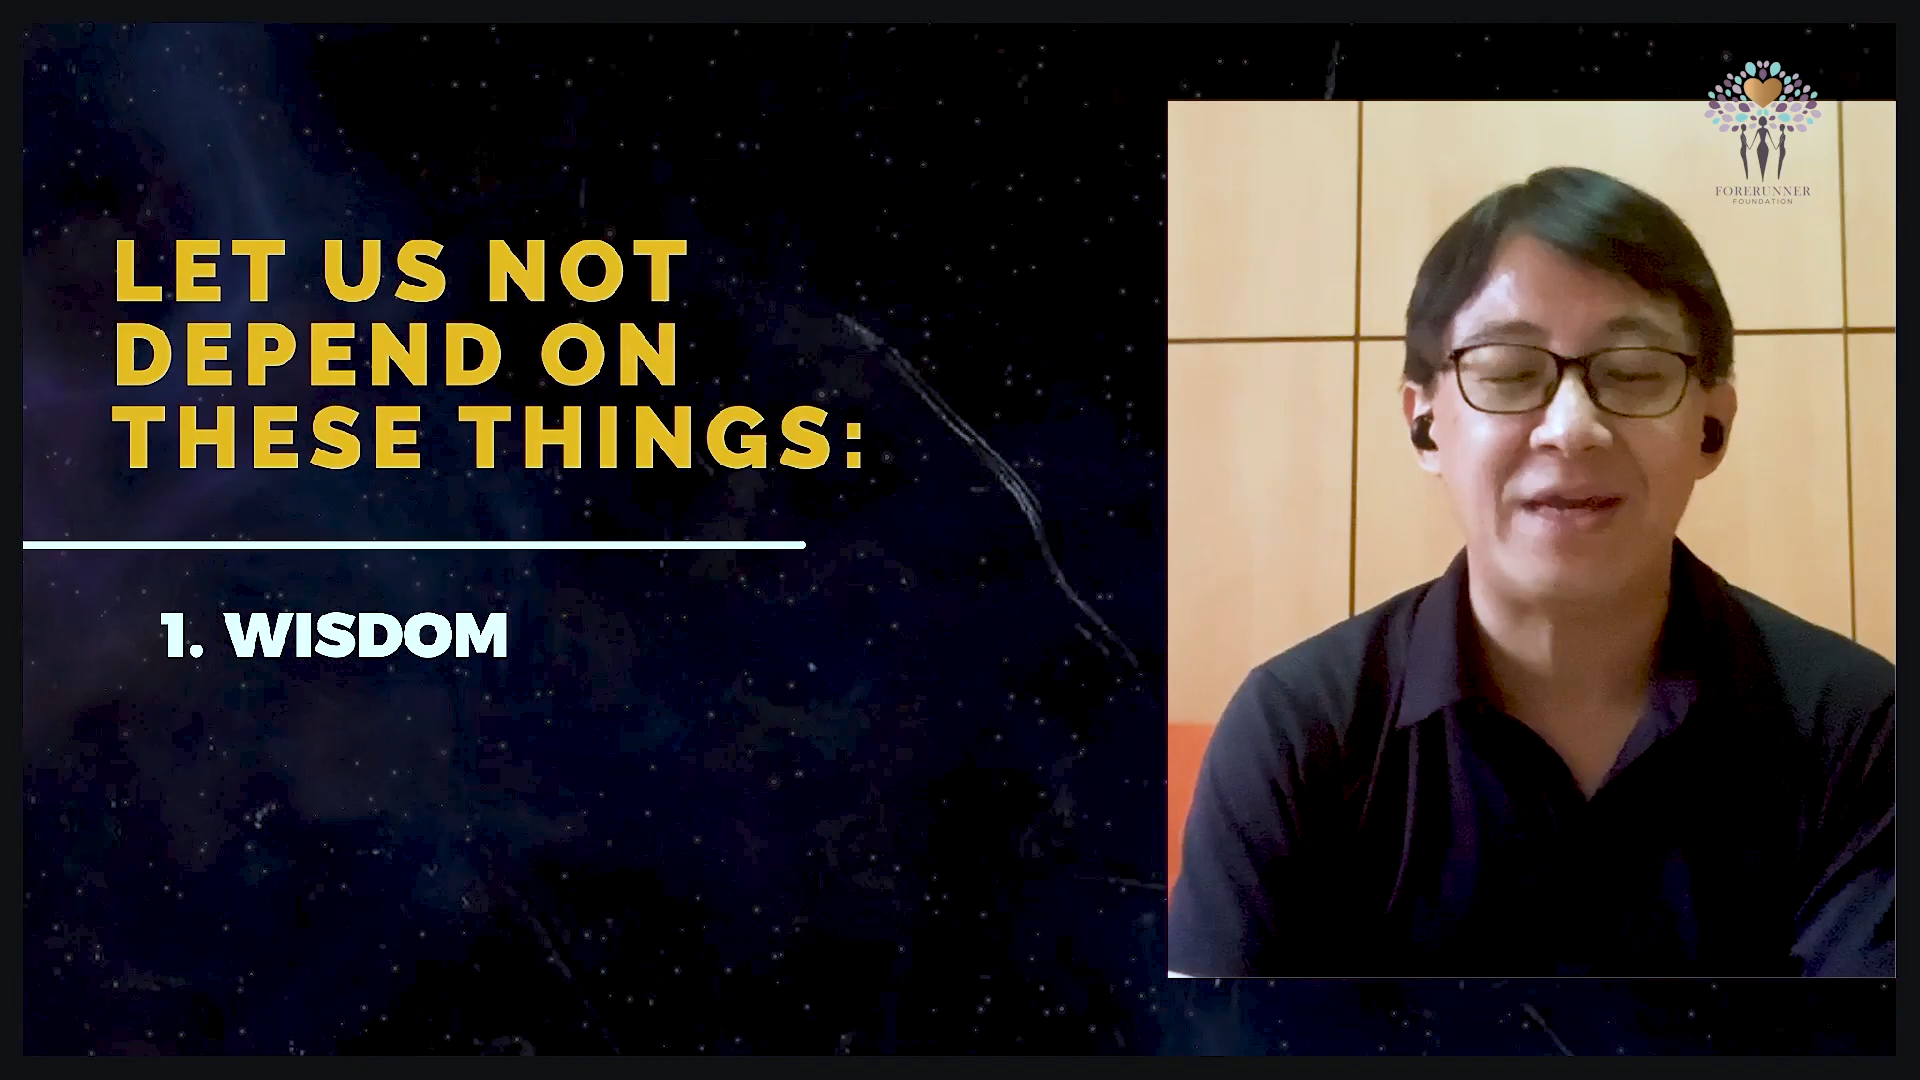 LET US NOT
DEPEND ON
THESE THINGS:
1. WISDOM
FORERUNNER
FOUNDATION